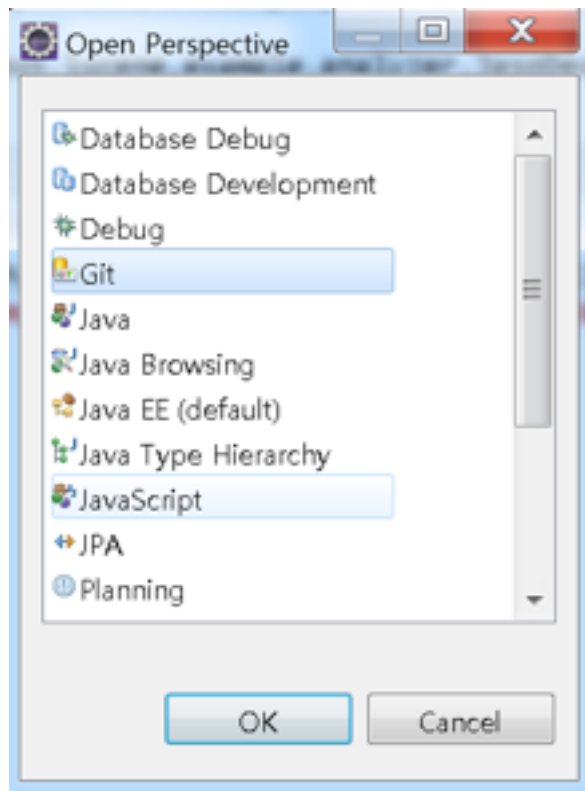 Open Perspective
Database Debug
Database Development
Debug
Git
Java
Java Browsing
Java EE (default)
Java Type Hierarchy
JavaScript
JPA
Planning
OK
Cancel